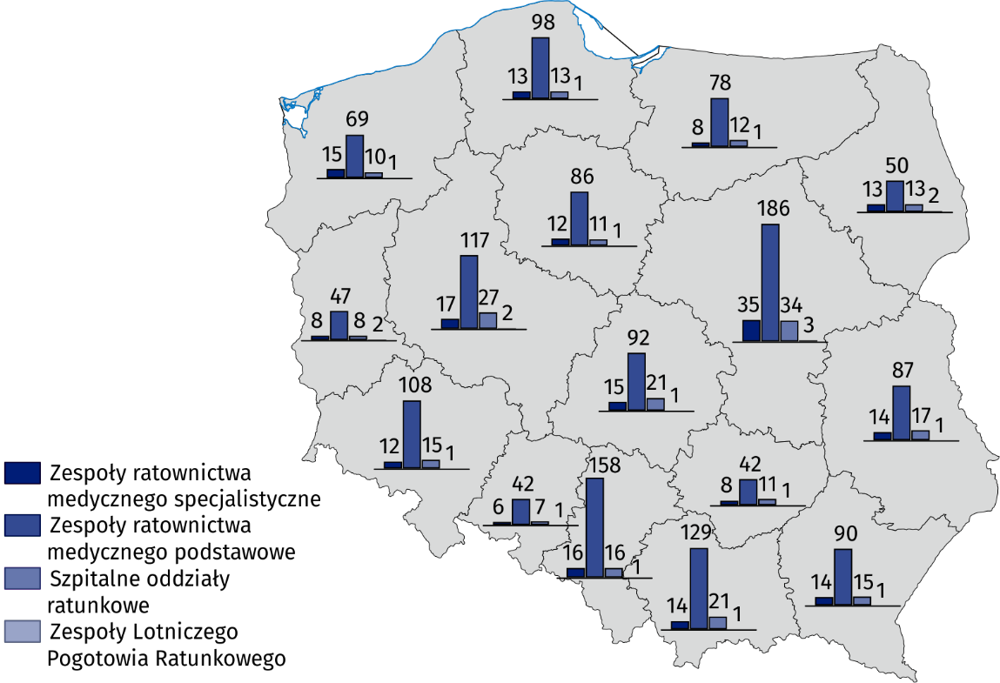 98
13 13 1
78
8 12 1
69
15 10 1
50
13 13 2
86
12 11 1
186
35 34 3
117
17 27 2
47
8 8 2
92
15 21 1
108
12 15 1
87
14 17 1
158
16 16 1
42
8 11 1
42
6 7 1
129
14 21 1
90
14 15 1
Zespoły ratownictwa
medycznego specjalistyczne
Zespoły ratownictwa
medycznego podstawowe
Szpitalne oddziały
ratunkowe
Zespoły Lotniczego
Pogotowia Ratunkowego